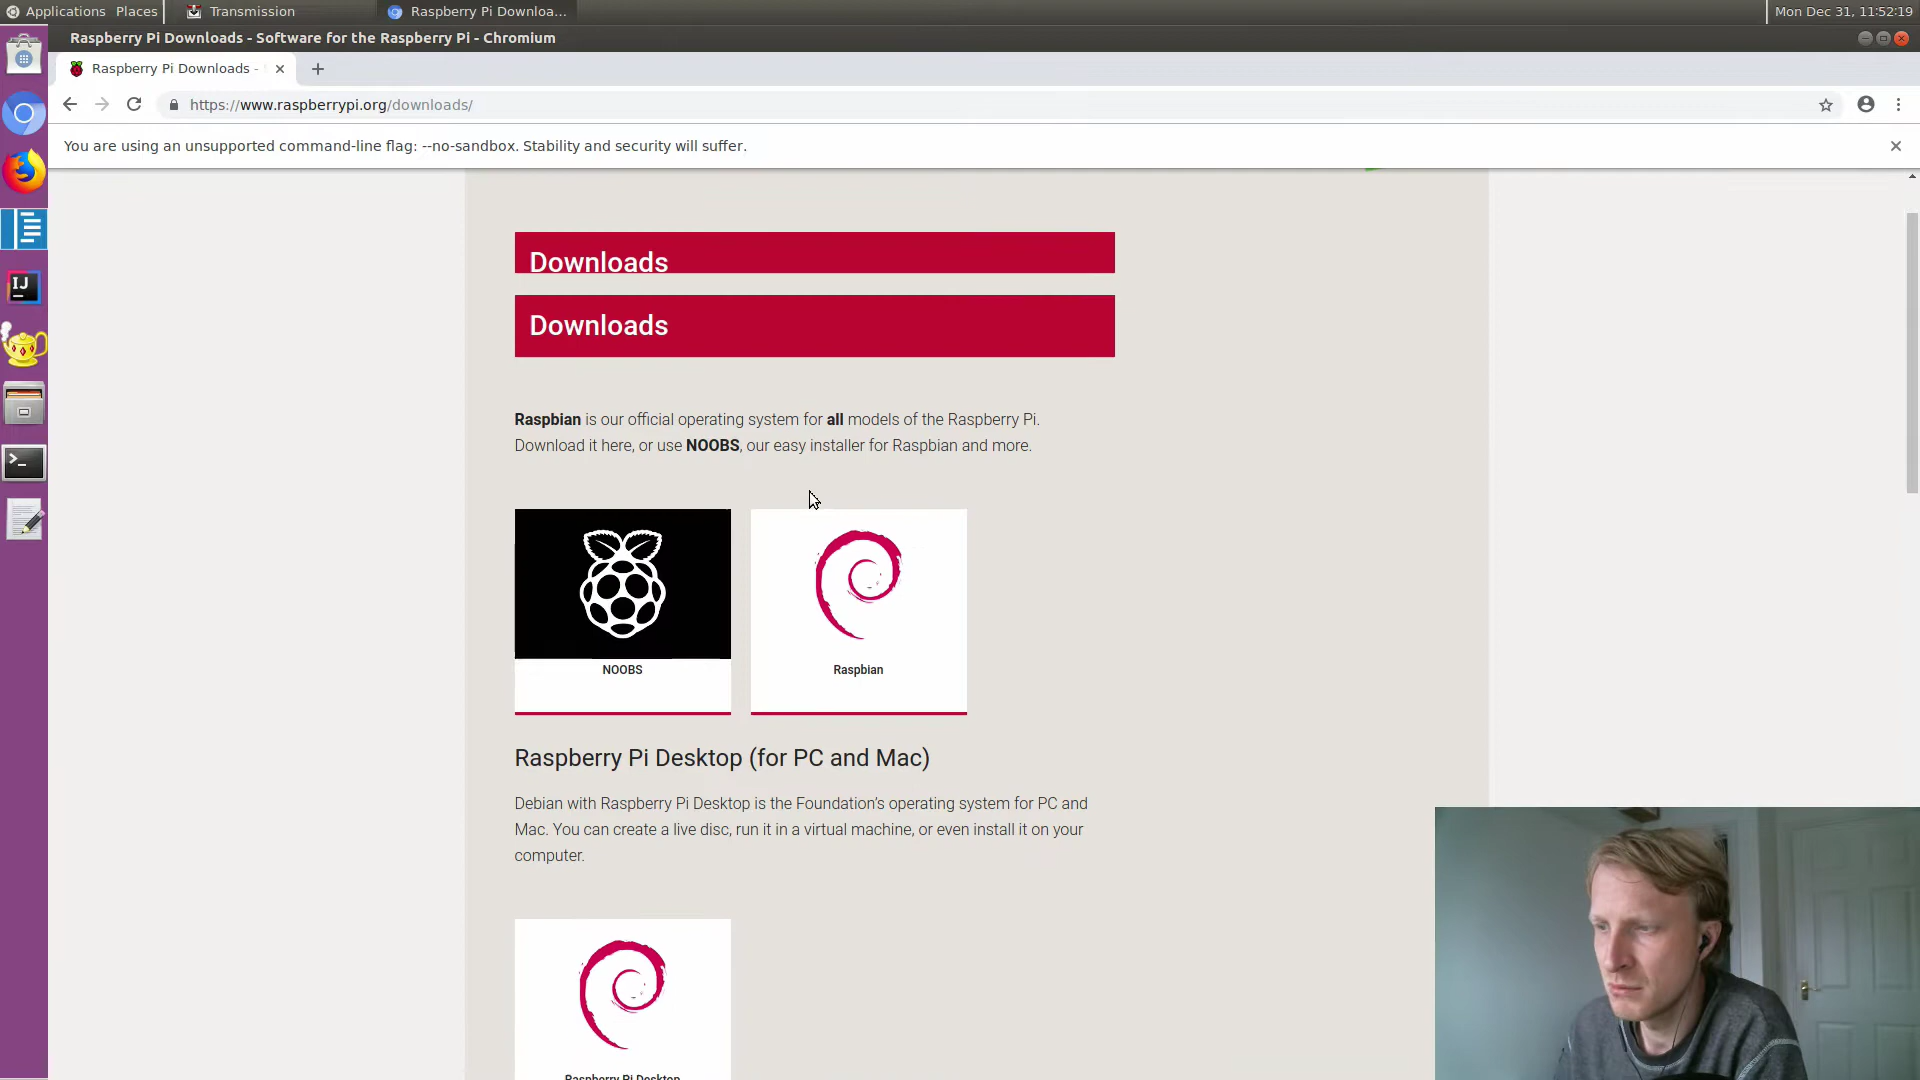 Applications Places Transmission Raspberry Pi Downloa... Mon Dec 31, 11:52:19
Raspberry Pi Downloads - Software for the Raspberry Pi - Chromium
Raspberry Pi Downloads -
https://www.raspberrypi.org/downloads/
You are using an unsupported command-line flag: --no-sandbox. Stability and security will suffer.
Downloads
Downloads
Raspbian is our official operating system for all models of the Raspberry Pi.
Download it here, or use NOOBS, our easy installer for Raspbian and more.
NOOBS
Raspbian
Raspberry Pi Desktop (for PC and Mac)
Debian with Raspberry Pi Desktop is the Foundation’s operating system for PC and
Mac. You can create a live disc, run it in a virtual machine, or even install it on your
computer.
Raspberry Pi Desktop
IJ